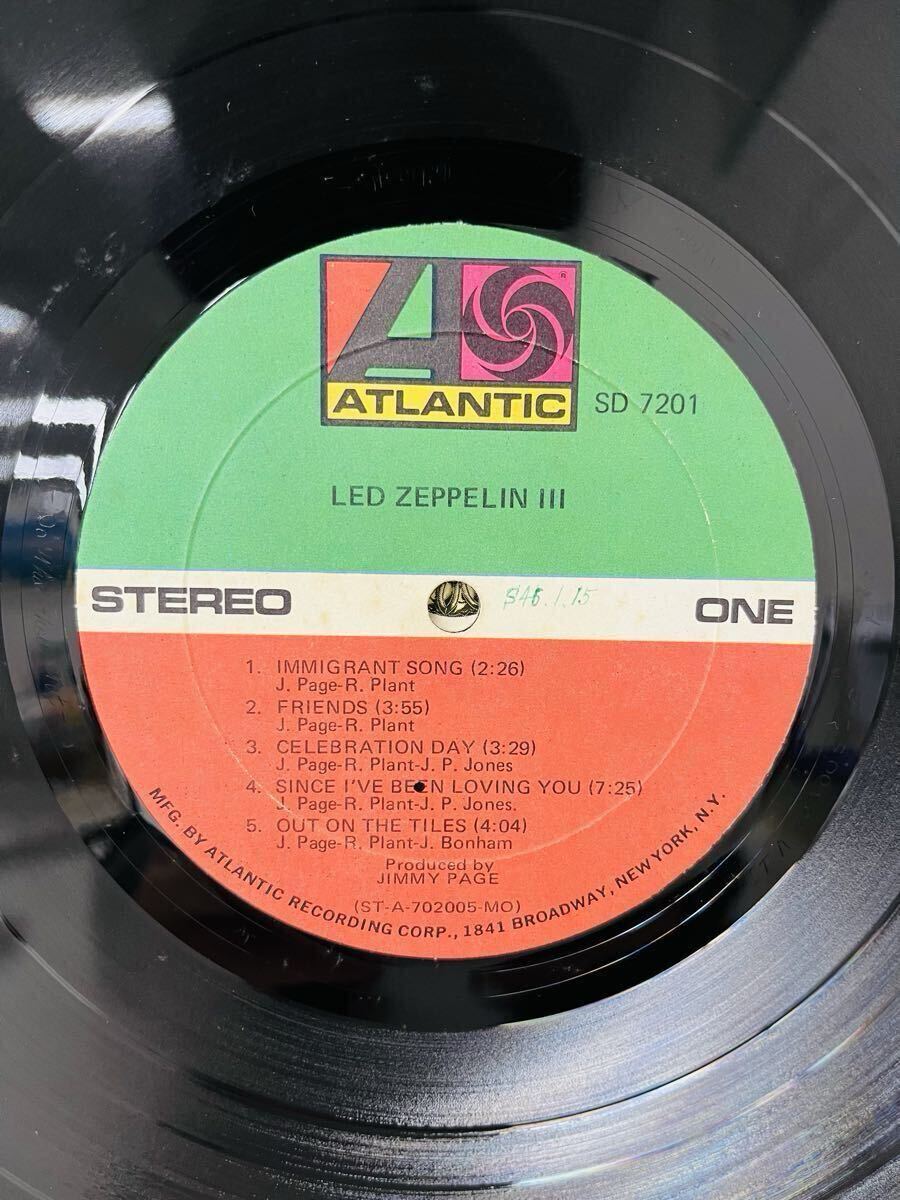 ATLANTIC
SD 7201
LED ZEPPELIN III
STEREO
S46.1.15
ONE
1. IMMIGRANT SONG (2:26)
J. Page-R. Plant
2. FRIENDS (3:55)
J. Page-R. Plant
3. CELEBRATION DAY (3:29)
J. Page-R. Plant-J. P. Jones
4. SINCE I'VE BEEN LOVING YOU (7:25)
J. Page-R. Plant-J. P. Jones.
5. OUT ON THE TILES (4:04)
J. Page-R. Plant-J. Bonham
Produced by
JIMMY PAGE
(ST-A-702005-MO)
MFG. BY ATLANTIC RECORDING CORP., 1841 BROADWAY, NEW YORK, N.Y.